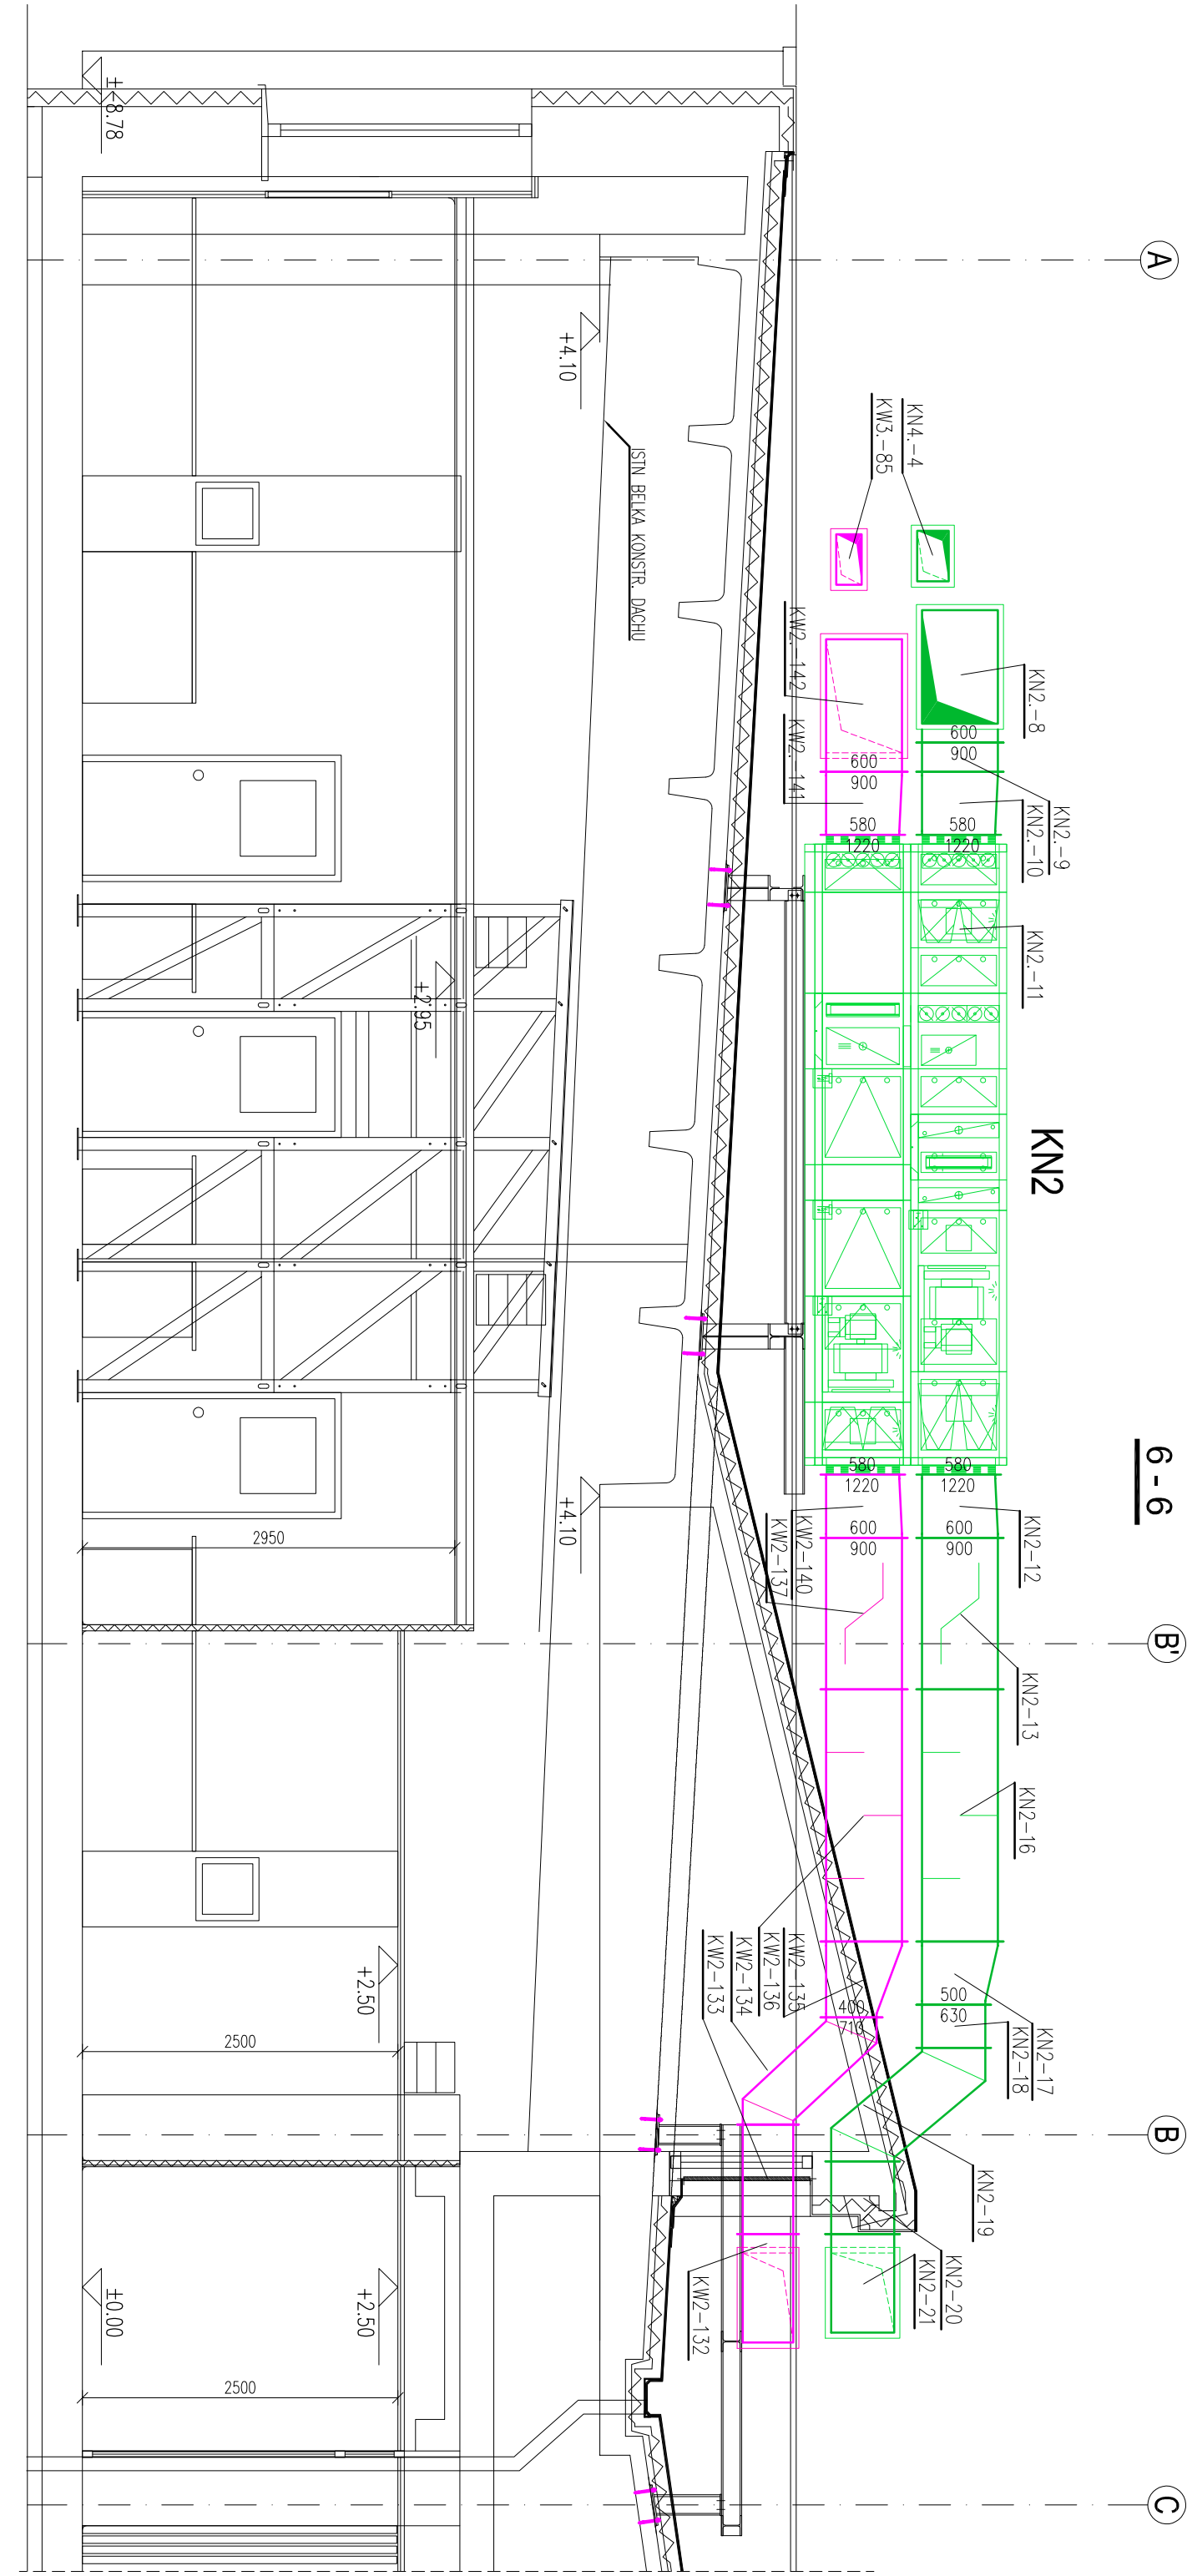 6 - 6
A
B'
B
C
KN2
KN4.-4
KW3.-85
KN2.-8
KN2.-9
KN2.-10
KN2.-11
KN2-12
KN2-13
KN2-16
KN2-17
KN2-18
KN2-19
KN2-20
KN2-21
600
900
580
1220
580
1220
600
900
500
630
KW2.-142
KW2.-141
600
900
580
1220
580
1220
600
900
400
710
KW2-140
KW2-137
KW2-135
KW2-136
KW2-134
KW2-133
KW2-132
ISTN BELKA KONSTR. DACHU
+4.10
+4.10
+2.95
2950
+2.50
2500
+2.50
2500
±0.00
±-8.78